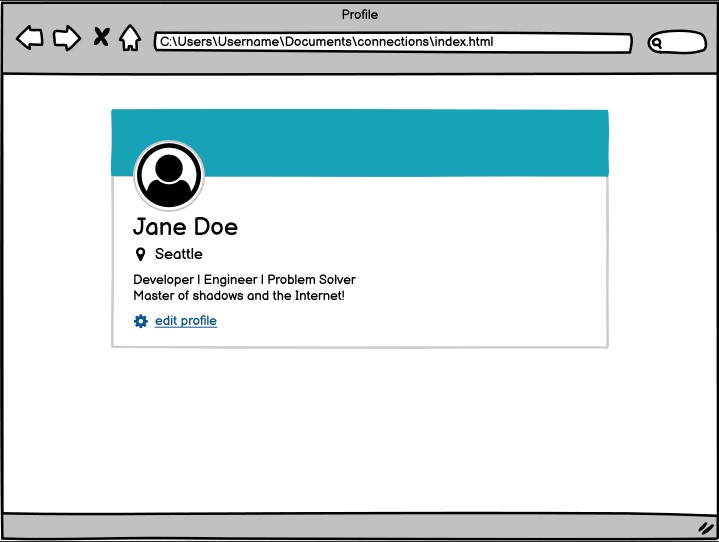 Profile
C:\Users\Username\Documents\connections\index.html
Jane Doe
Seattle
Developer | Engineer | Problem Solver
Master of shadows and the Internet!
edit profile